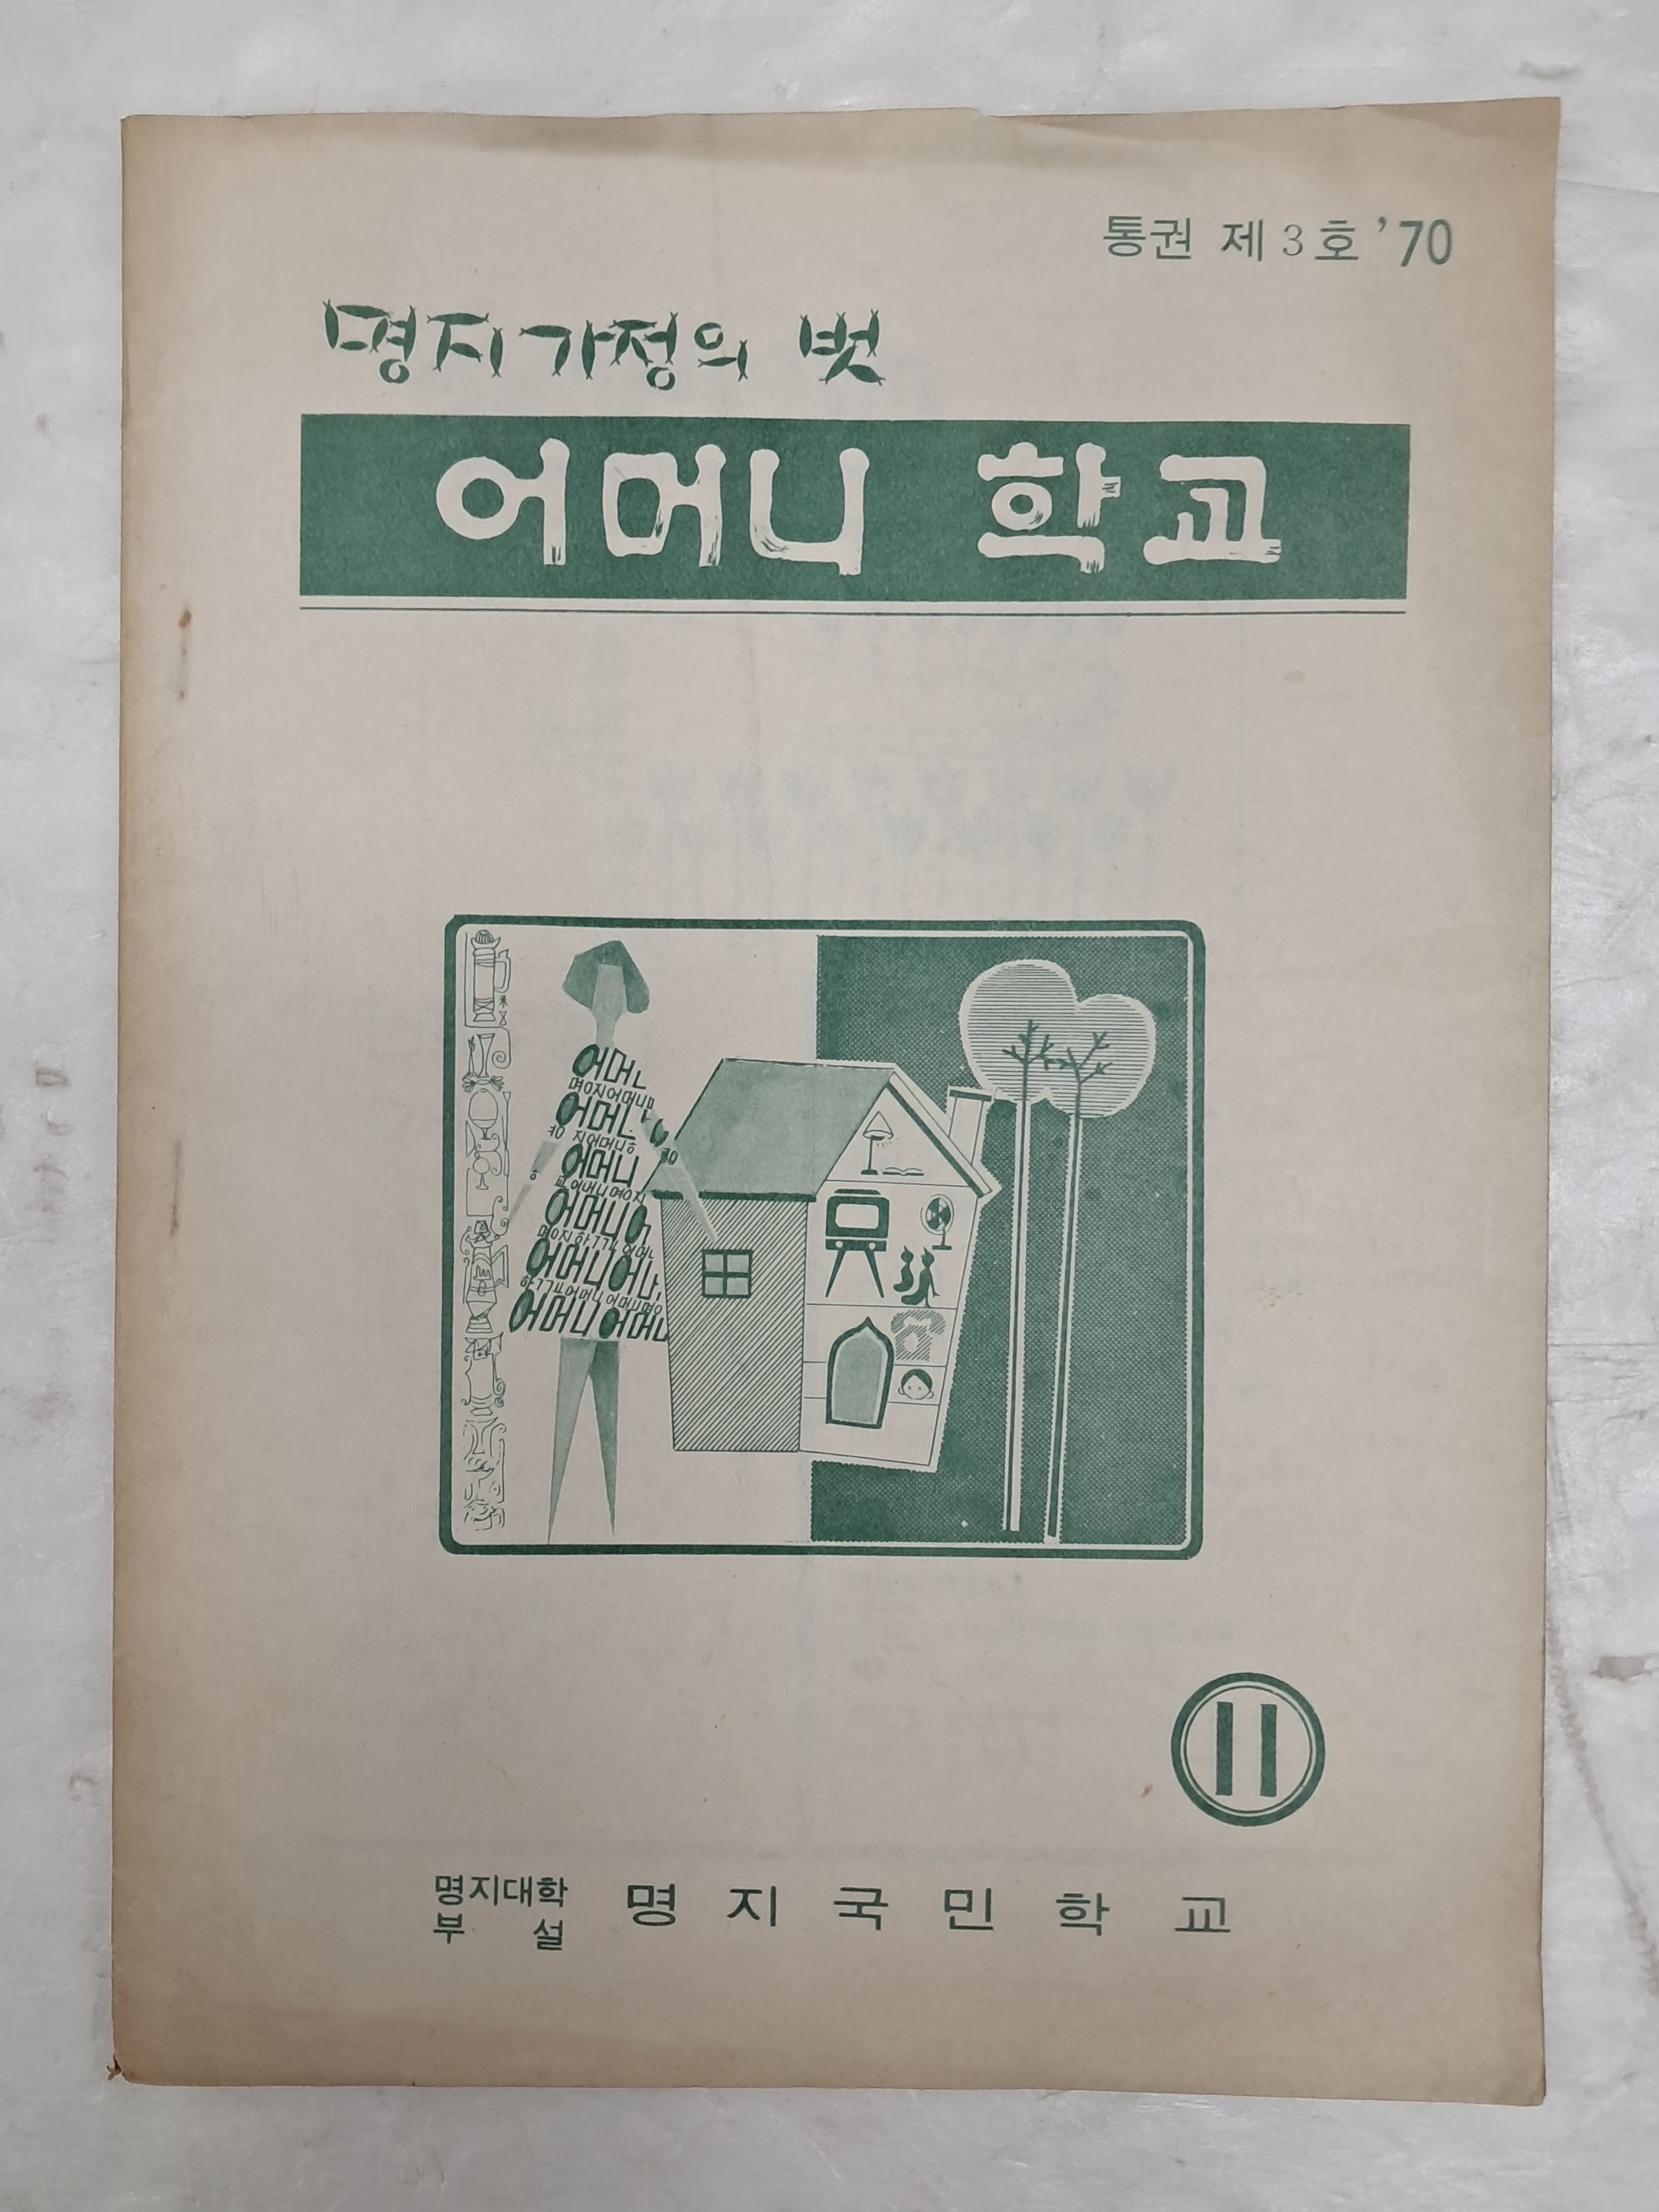 통권 제3호 '70
명지가정의 벗
어머니 학교
어머니
어머니
어머니
어머니
어머니 어머니
11
명지대학
부 설
명 지 국 민 학 교